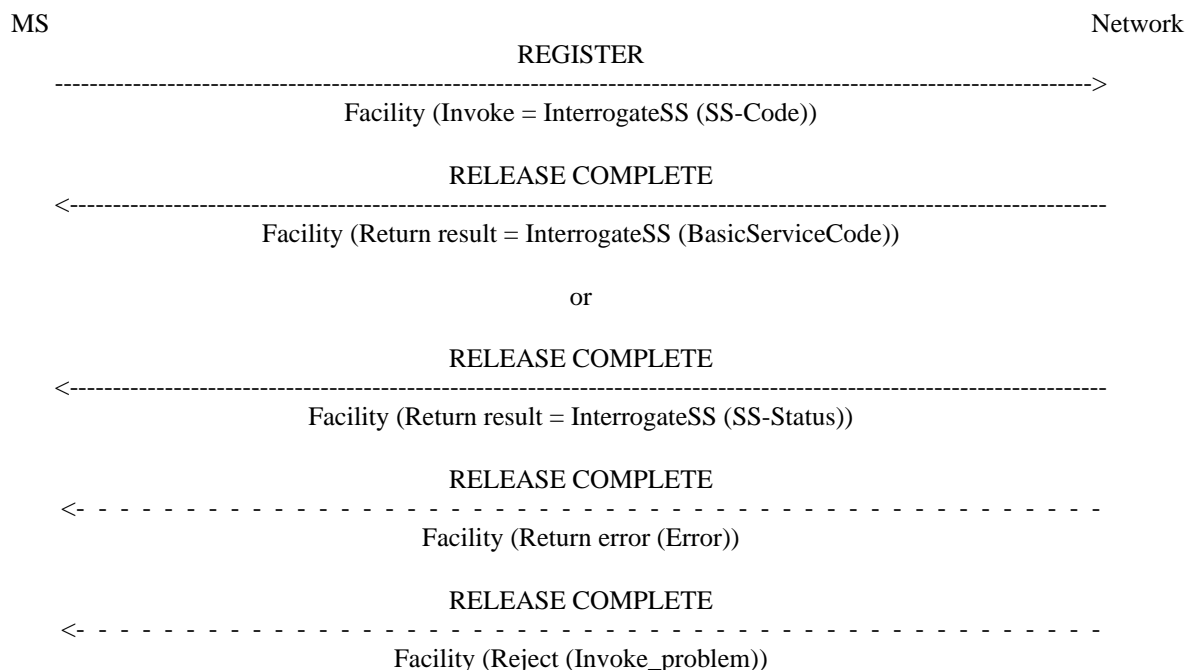 MS Network
REGISTER
Facility (Invoke = InterrogateSS (SS-Code))
RELEASE COMPLETE
Facility (Return result = InterrogateSS (BasicServiceCode))
or
RELEASE COMPLETE
Facility (Return result = InterrogateSS (SS-Status))
RELEASE COMPLETE
Facility (Return error (Error))
RELEASE COMPLETE
Facility (Reject (Invoke_problem))